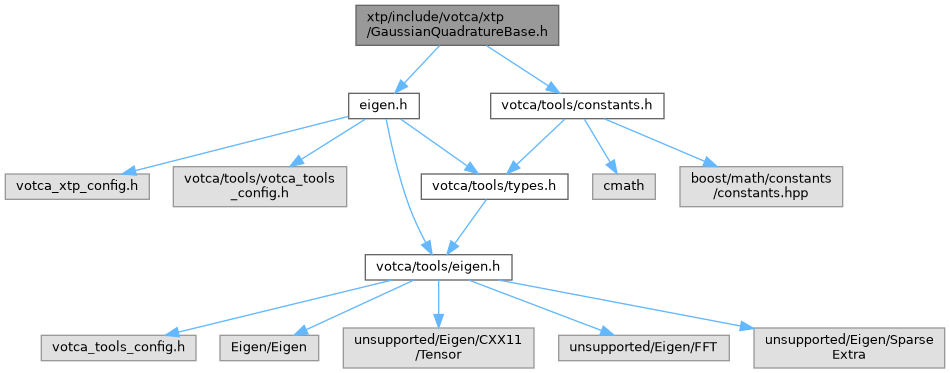 xtp/include/votca/xtp
/GaussianQuadratureBase.h
eigen.h
votca/tools/constants.h
votca_xtp_config.h
votca/tools/votca_tools
_config.h
votca/tools/types.h
cmath
boost/math/constants
/constants.hpp
votca/tools/eigen.h
votca_tools_config.h
Eigen/Eigen
unsupported/Eigen/CXX11
/Tensor
unsupported/Eigen/FFT
unsupported/Eigen/Sparse
Extra